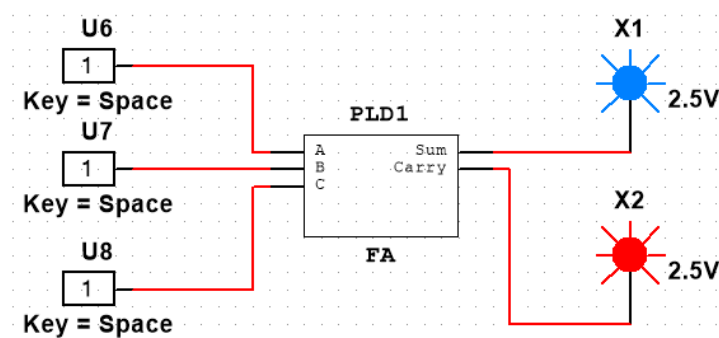 U6
1
Key = Space
U7
1
Key = Space
U8
1
Key = Space
PLD1
A
B
C
Sum
Carry
FA
X1
2.5V
X2
2.5V